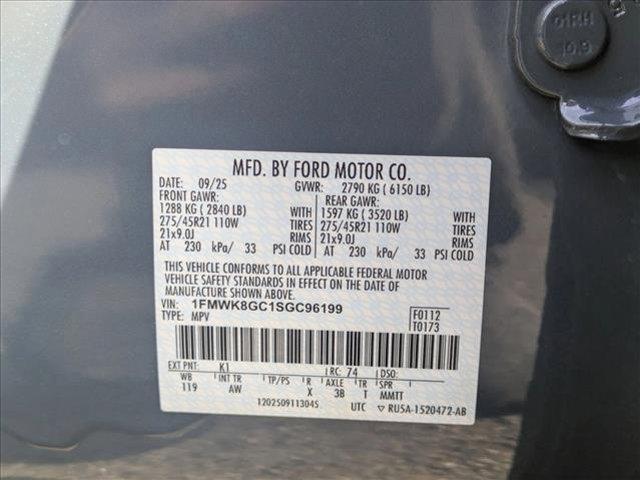 01RH
10.9
MFD. BY FORD MOTOR CO.
DATE: 09/25 GVWR: 2790 KG ( 6150 LB)
FRONT GAWR: REAR GAWR:
1288 KG ( 2840 LB) WITH 1597 KG ( 3520 LB) WITH
275/45R21 110W TIRES 275/45R21 110W TIRES
21x9.0J RIMS 21x9.0J RIMS
AT 230 kPa/ 33 PSI COLD AT 230 kPa/ 33 PSI COLD
THIS VEHICLE CONFORMS TO ALL APPLICABLE FEDERAL MOTOR
VEHICLE SAFETY STANDARDS IN EFFECT ON THE DATE OF
MANUFACTURE SHOWN ABOVE.
VIN: 1FMWK8GC1SGC96199 F0112
TYPE: MPV T0173
EXT PNT: K1 RC: 74 DSO:
WB INT TR TP/PS R AXLE TR SPR
119 AW X 3B T MMTT
120250911304S UTC ▽ RU5A-1520472-AB